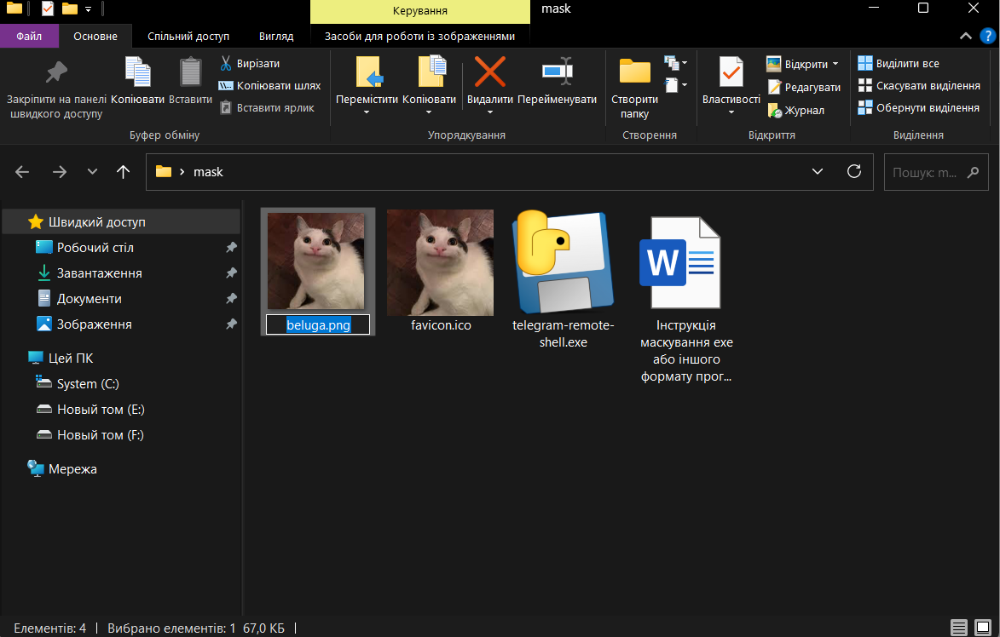 Керування
mask
Файл
Основне
Спільний доступ
Вигляд
Засоби для роботи із зображеннями
?
Закріпити на панелі
швидкого доступу
Копіювати
Вставити
Вирізати
Копіювати шлях
Вставити ярлик
Буфер обміну
Перемістити
Копіювати
Видалити
Перейменувати
Упорядкування
Створити
папку
Створення
Властивості
Відкрити
Редагувати
Журнал
Відкриття
Виділити все
Скасувати виділення
Обернути виділення
Виділення
mask
Пошук: m...
Швидкий доступ
Робочий стіл
Завантаження
Документи
Зображення
Цей ПК
System (C:)
Новый том (E:)
Новый том (F:)
Мережа
beluga.png
favicon.ico
telegram-remote-
shell.exe
W
Інструкція
маскування exe
або іншого
формату прог...
Елементів: 4
Вибрано елементів: 1 67,0 КБ